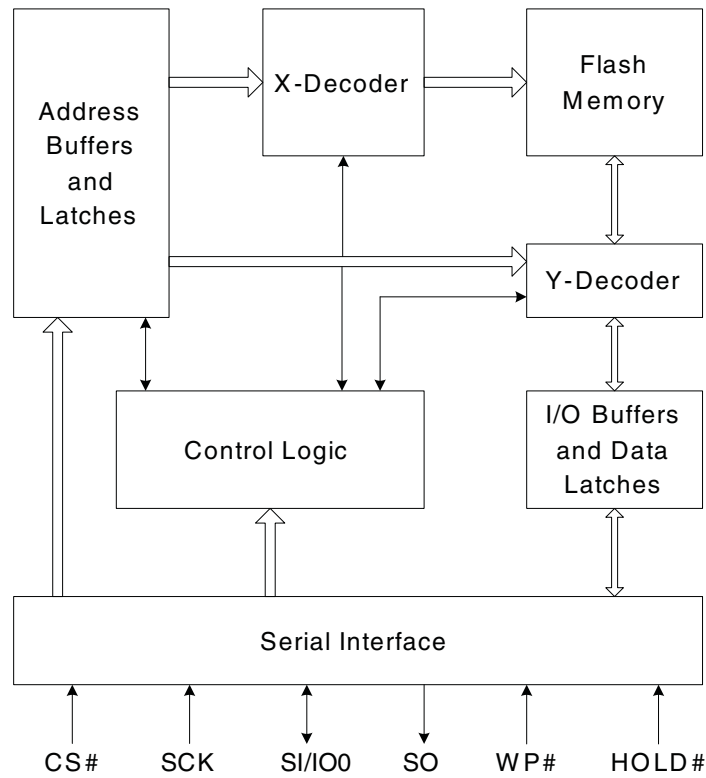 Address
Buffers
and
Latches
X-Decoder
Flash
Memory
Y-Decoder
Control Logic
I/O Buffers
and Data
Latches
Serial Interface
CS#
SCK
SI/IO0
SO
WP#
HOLD#